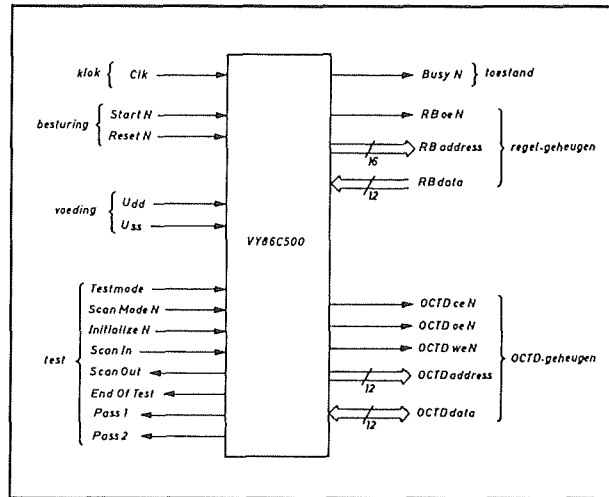 klok { Clk
besturing { Start N
Reset N
voeding { Udd
Uss
test { Testmode
Scan Mode N
Initialize N
Scan In
Scan Out
End Of Test
Pass 1
Pass 2
VY86C500
Busy N } toestand
RB oe N
RB address
16
RB data
12
regel-geheugen
OCTD ce N
OCTD oe N
OCTD we N
OCTD address
12
OCTD data
12
OCTD-geheugen